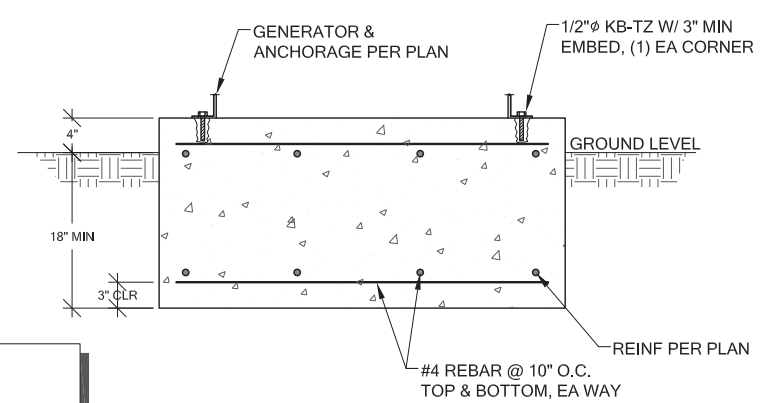 GENERATOR &
ANCHORAGE PER PLAN
1/2"ø KB-TZ W/ 3" MIN
EMBED, (1) EA CORNER
4"
GROUND LEVEL
18" MIN
3" CLR
REINF PER PLAN
#4 REBAR @ 10" O.C.
TOP & BOTTOM, EA WAY